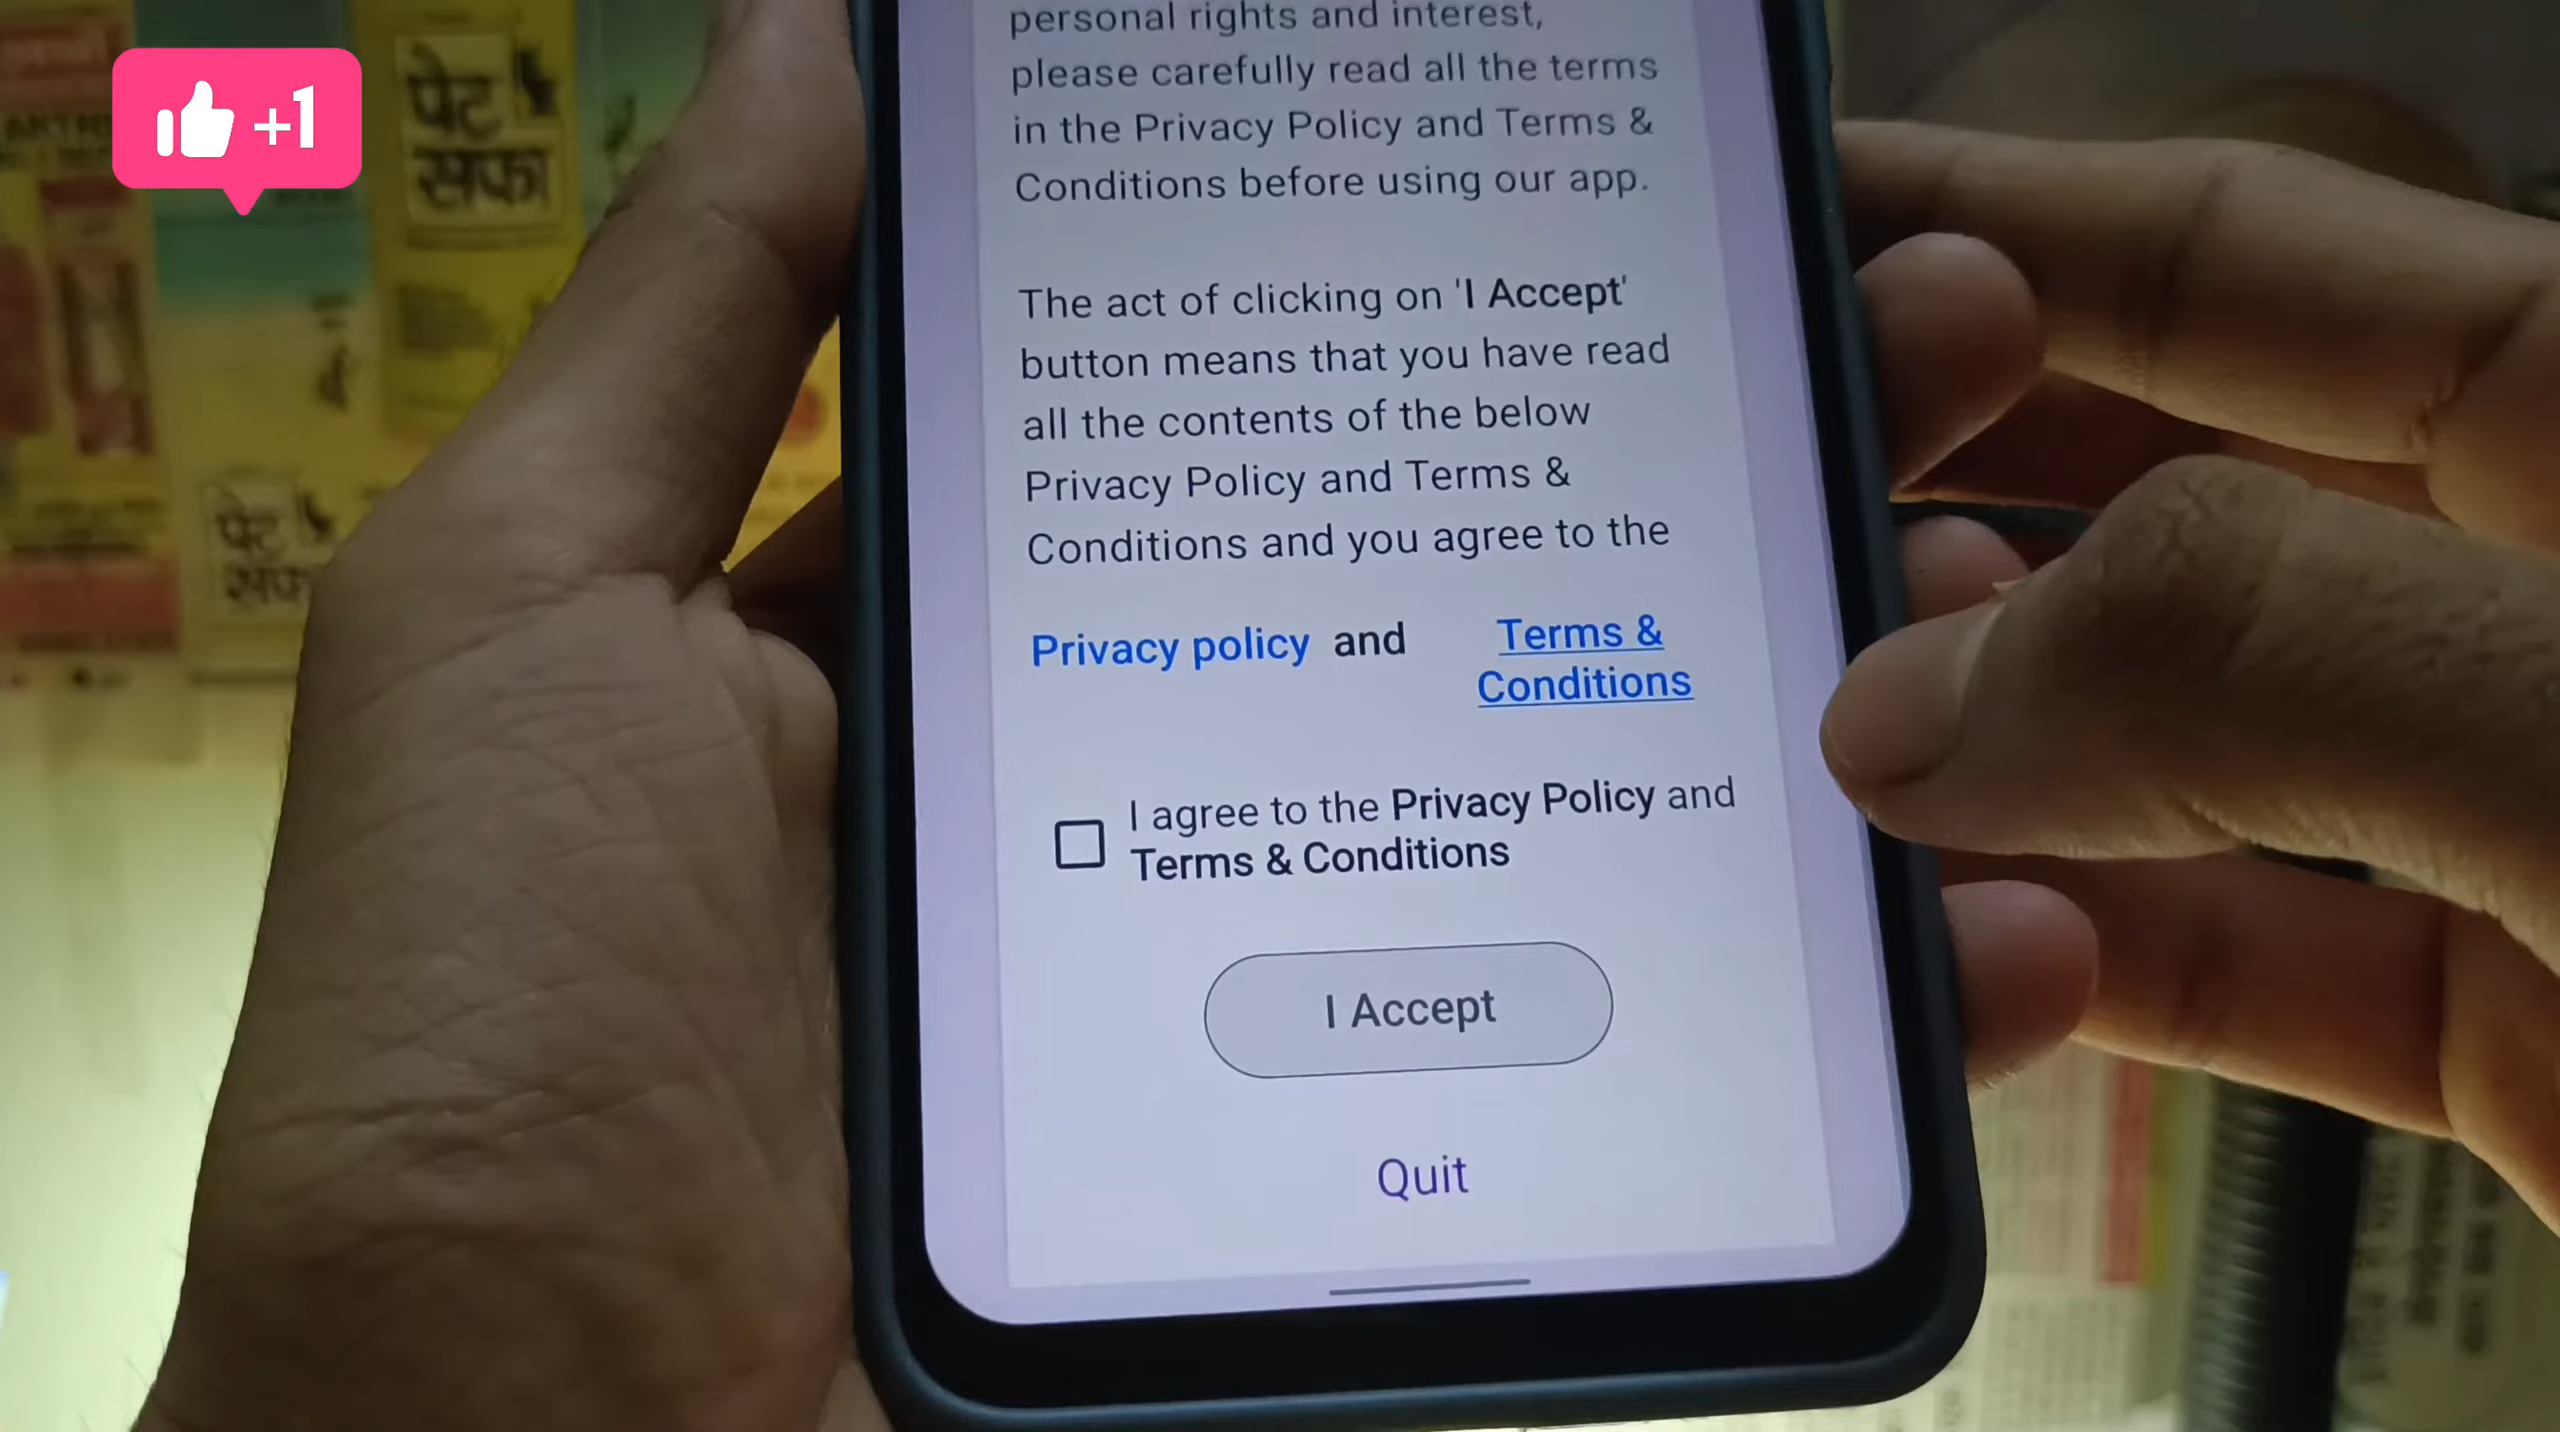 +1
पेट
सफा
पेट
सफा
personal rights and interest,
please carefully read all the terms
in the Privacy Policy and Terms &
Conditions before using our app.
The act of clicking on 'I Accept'
button means that you have read
all the contents of the below
Privacy Policy and Terms &
Conditions and you agree to the
Privacy policy and Terms &
Conditions
I agree to the Privacy Policy and
Terms & Conditions
I Accept
Quit